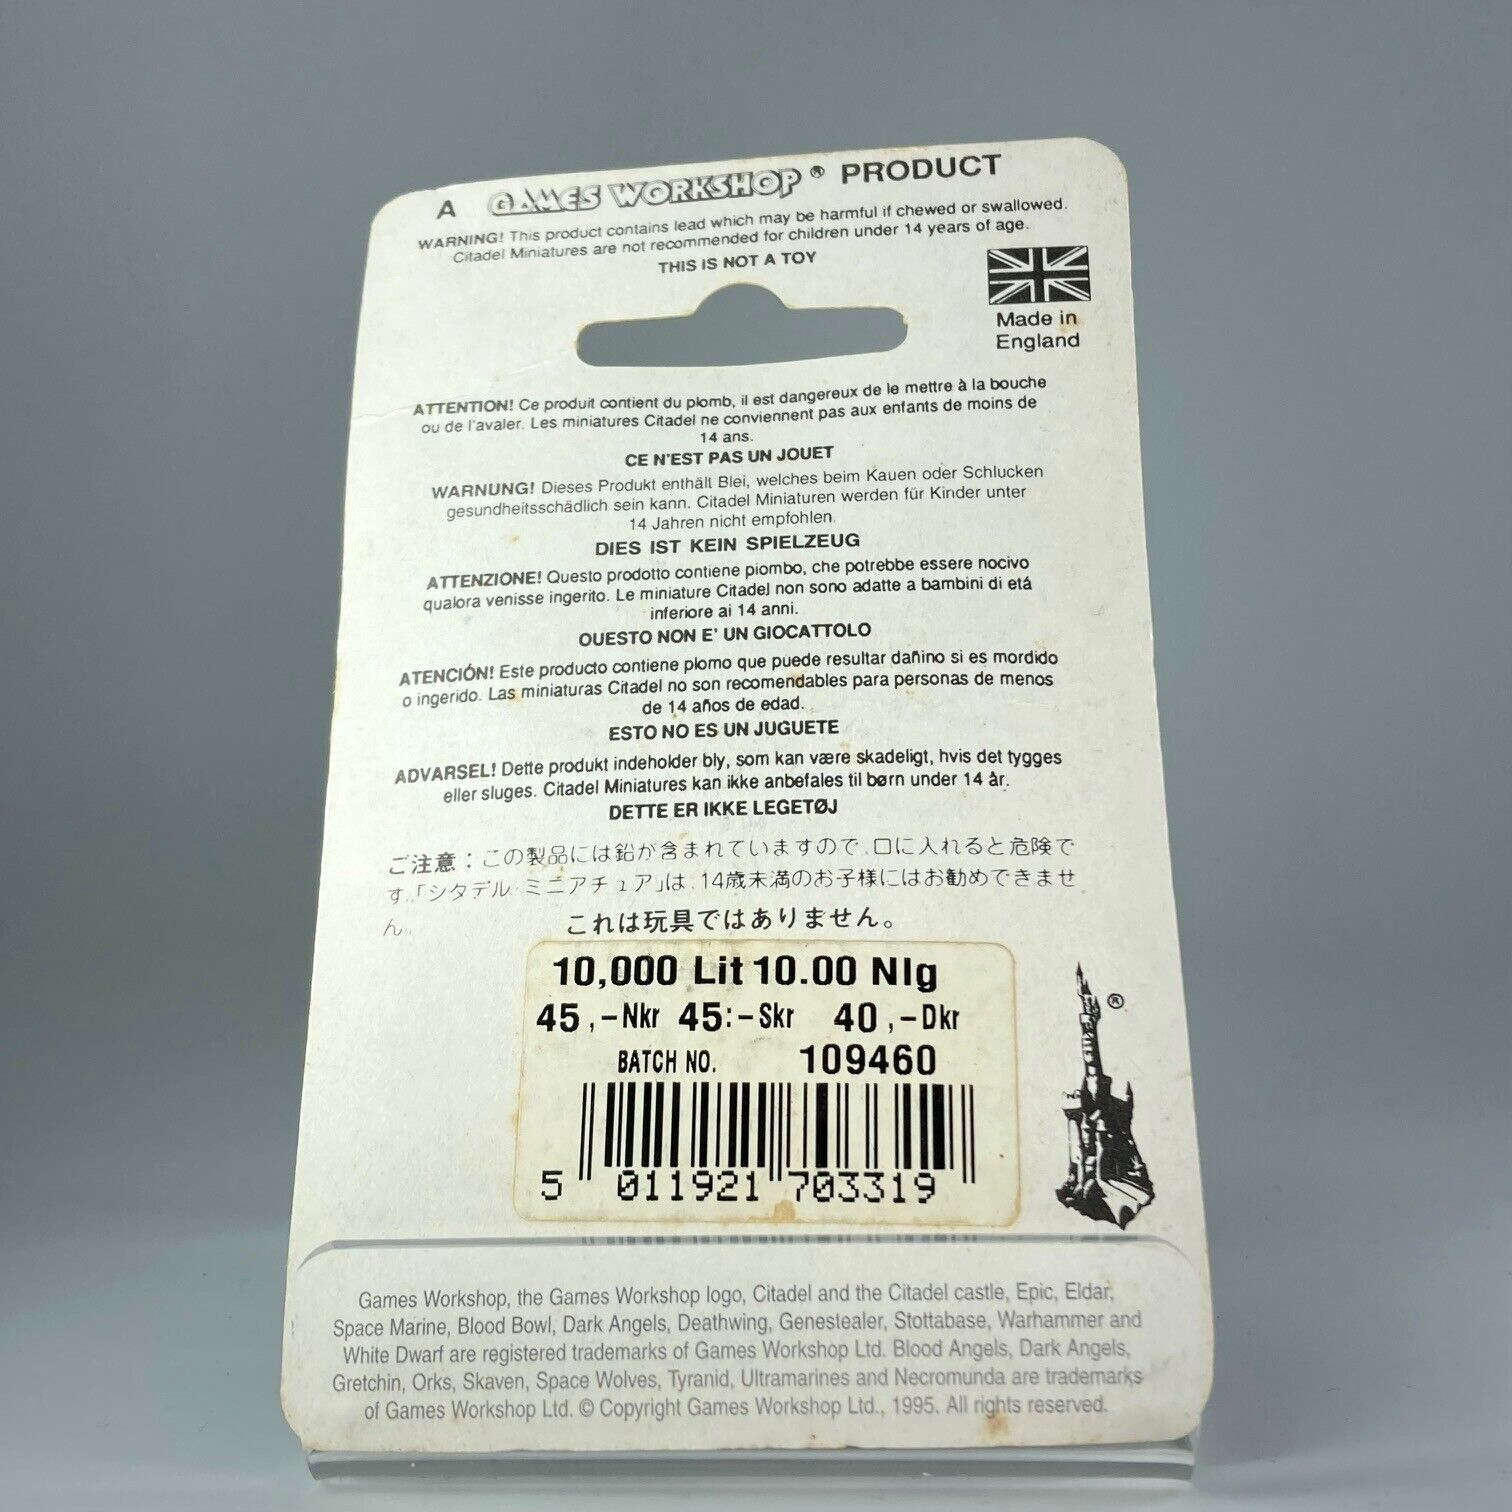 A GAMES WORKSHOP® PRODUCT
WARNING! This product contains lead which may be harmful if chewed or swallowed.
Citadel Miniatures are not recommended for children under 14 years of age.
THIS IS NOT A TOY
Made in
England
ATTENTION! Ce produit contient du plomb, il est dangereux de le mettre à la bouche
ou de l'avaler. Les miniatures Citadel ne conviennent pas aux enfants de moins de
14 ans.
CE N'EST PAS UN JOUET
WARNUNG! Dieses Produkt enthält Blei, welches beim Kauen oder Schlucken
gesundheitsschädlich sein kann. Citadel Miniaturen werden für Kinder unter
14 Jahren nicht empfohlen.
DIES IST KEIN SPIELZEUG
ATTENZIONE! Questo prodotto contiene piombo, che potrebbe essere nocivo
qualora venisse ingerito. Le miniature Citadel non sono adatte a bambini di etá
inferiore ai 14 anni.
QUESTO NON E' UN GIOCATTOLO
ATENCIÓN! Este producto contiene plomo que puede resultar dañino si es mordido
o ingerido. Las miniaturas Citadel no son recomendables para personas de menos
de 14 años de edad.
ESTO NO ES UN JUGUETE
ADVARSEL! Dette produkt indeholder bly, som kan være skadeligt, hvis det tygges
eller sluges. Citadel Miniatures kan ikke anbefales til børn under 14 år.
DETTE ER IKKE LEGETØJ
ご注意：この製品には鉛が含まれていますので、口に入れると危険で
す。「シタデル・ミニアチュア」は、14歳未満のお子様にはお勧めできませ
ん。
これは玩具ではありません。
10,000 Lit 10.00 Nlg
45,-Nkr 45:-Skr 40,-Dkr
BATCH NO. 109460
®
5 011921 703319
Games Workshop, the Games Workshop logo, Citadel and the Citadel castle, Epic, Eldar,
Space Marine, Blood Bowl, Dark Angels, Deathwing, Genestealer, Stottabase, Warhammer and
White Dwarf are registered trademarks of Games Workshop Ltd. Blood Angels, Dark Angels,
Gretchin, Orks, Skaven, Space Wolves, Tyranid, Ultramarines and Necromunda are trademarks
of Games Workshop Ltd. © Copyright Games Workshop Ltd., 1995. All rights reserved.